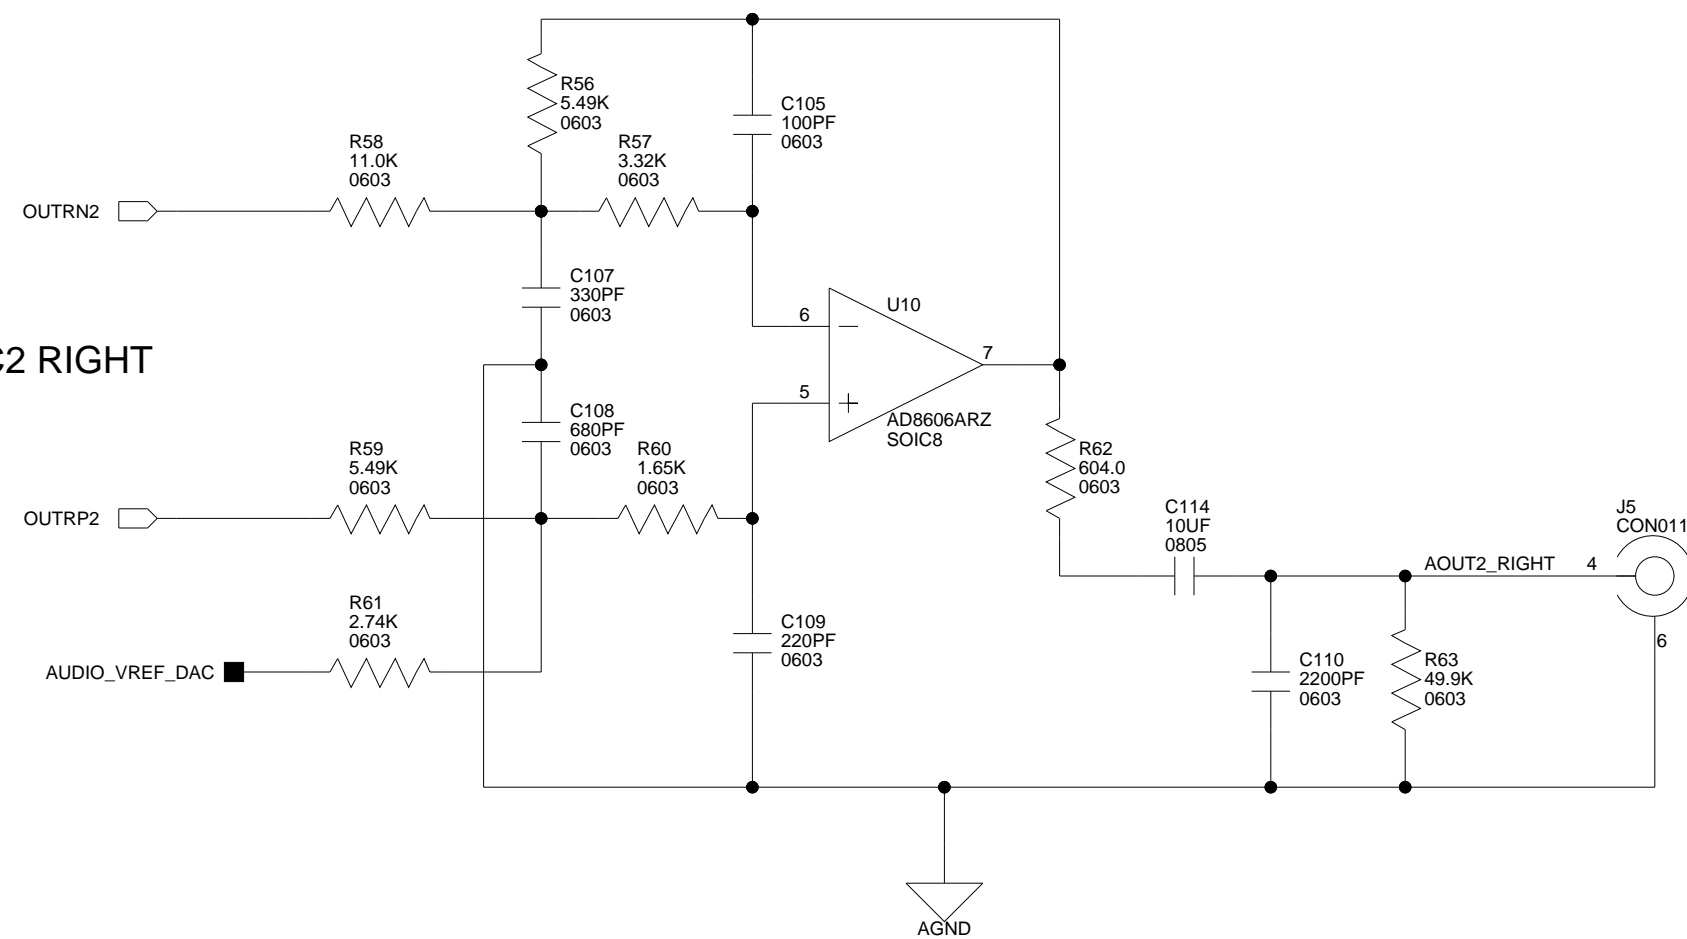 R56
5.49K
0603
C105
100PF
0603
R58
11.0K
0603
R57
3.32K
0603
OUTRN2
C107
330PF
0603
U10
6
7
5
AD8606ARZ
SOIC8
C2 RIGHT
C108
680PF
0603
R59
5.49K
0603
R60
1.65K
0603
OUTRP2
R62
604.0
0603
C114
10UF
0805
J5
CON011
AOUT2_RIGHT
4
6
R61
2.74K
0603
AUDIO_VREF_DAC
C109
220PF
0603
C110
2200PF
0603
R63
49.9K
0603
AGND